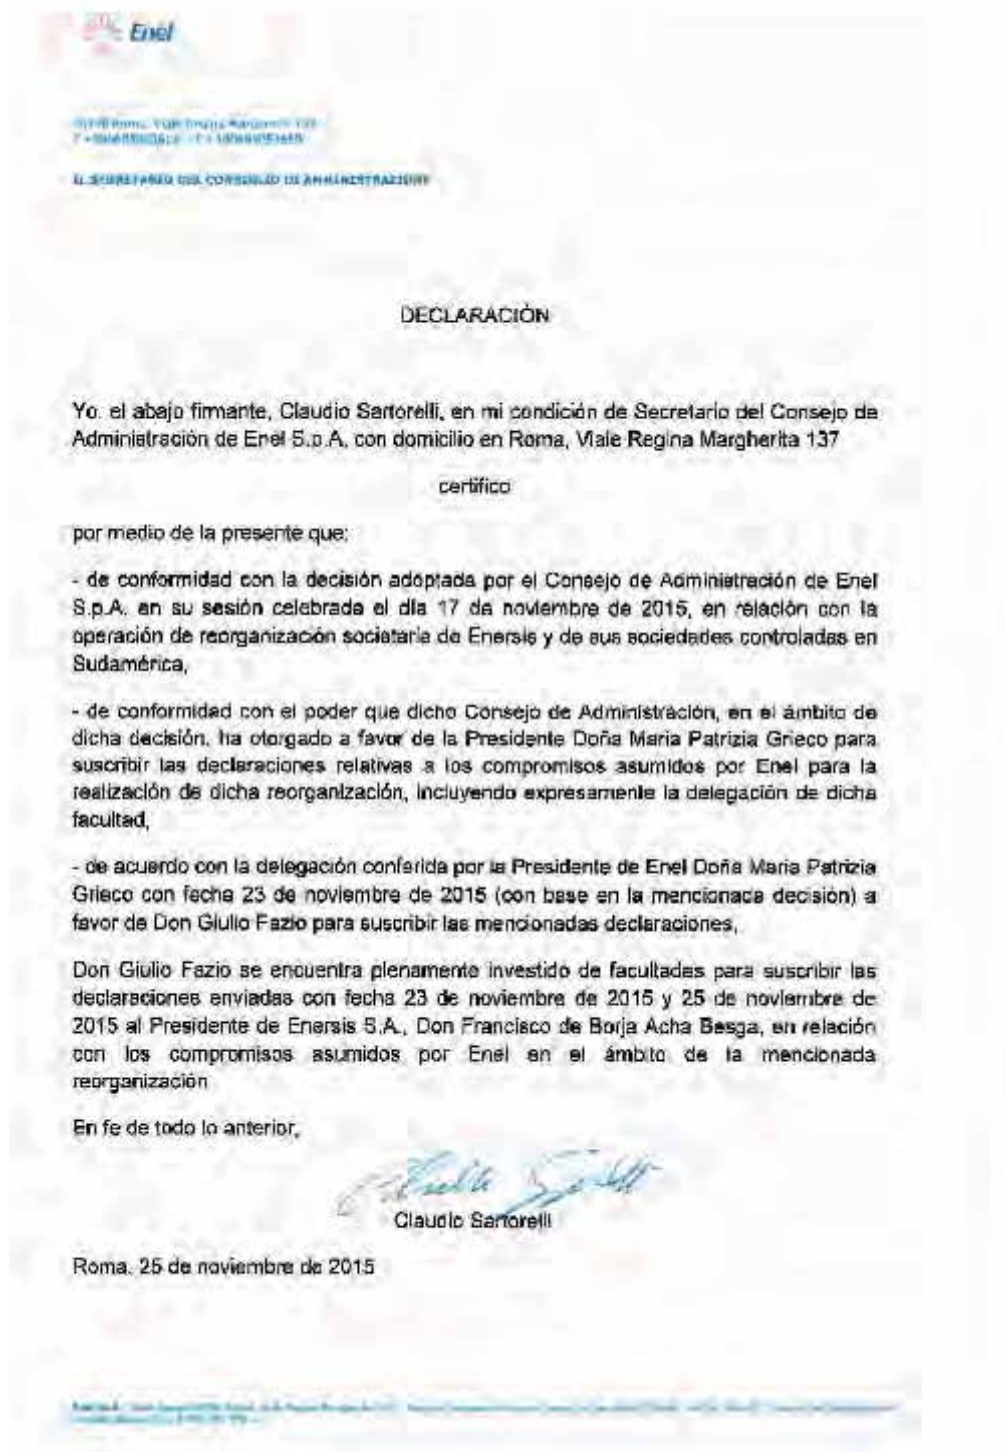 Enel
IL SEGRETARIO DEL CONSIGLIO DI AMMINISTRAZIONE
DECLARACIÓN
Yo, el abajo firmante, Claudio Sartorelli, en mi condición de Secretario del Consejo de
Administración de Enel S.p.A. con domicilio en Roma, Viale Regina Margherita 137
certifico
por medio de la presente que:
- de conformidad con la decisión adoptada por el Consejo de Administración de Enel
S.p.A. en su sesión celebrada el día 17 de noviembre de 2015, en relación con la
operación de reorganización societaria de Enersis y de sus sociedades controladas en
Sudamérica,
- de conformidad con el poder que dicho Consejo de Administración, en el ámbito de
dicha decisión, ha otorgado a favor de la Presidente Doña Maria Patrizia Grieco para
suscribir las declaraciones relativas a los compromisos asumidos por Enel para la
realización de dicha reorganización, incluyendo expresamente la delegación de dicha
facultad,
- de acuerdo con la delegación conferida por la Presidente de Enel Doña Maria Patrizia
Grieco con fecha 23 de noviembre de 2015 (con base en la mencionada decisión) a
favor de Don Giulio Fazio para suscribir las mencionadas declaraciones,
Don Giulio Fazio se encuentra plenamente investido de facultades para suscribir las
declaraciones enviadas con fecha 23 de noviembre de 2015 y 25 de noviembre de
2015 al Presidente de Enersis S.A., Don Francisco de Borja Acha Besga, en relación
con los compromisos asumidos por Enel en el ámbito de la mencionada
reorganización
En fe de todo lo anterior,
Claudio Sartorelli
Roma, 25 de noviembre de 2015